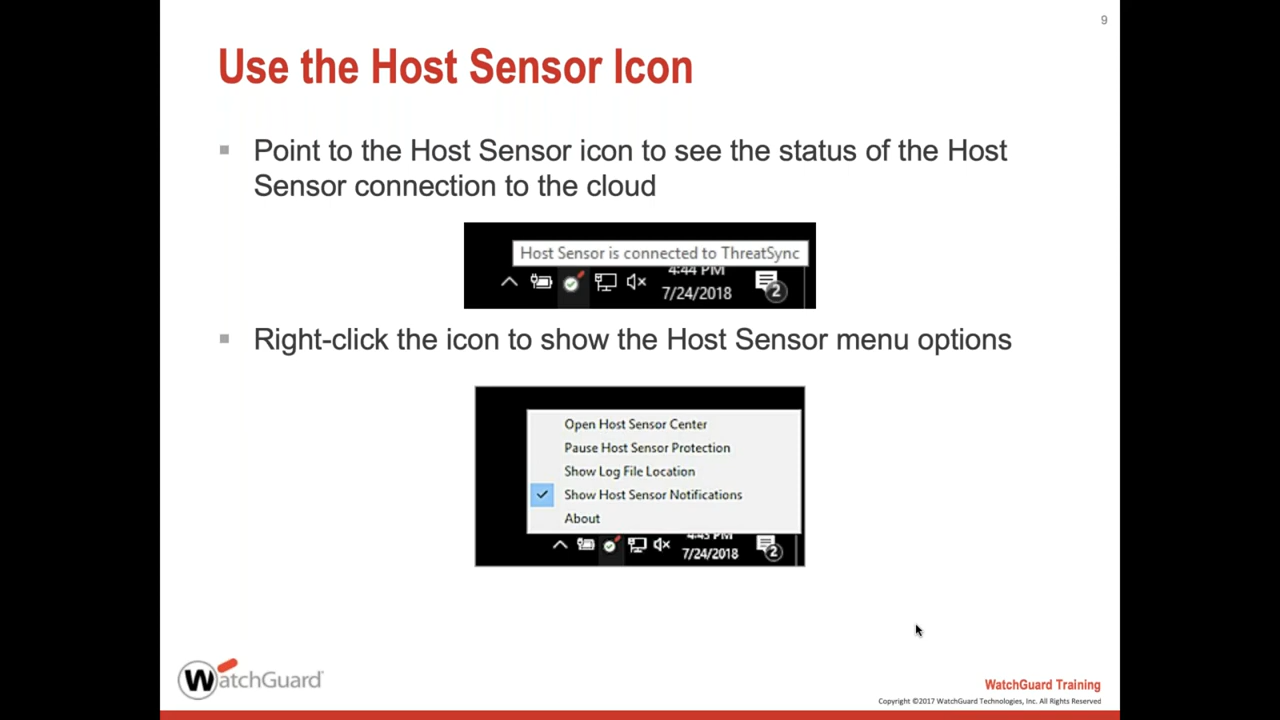 9
Use the Host Sensor Icon
Point to the Host Sensor icon to see the status of the Host
Sensor connection to the cloud
Host Sensor is connected to ThreatSync
4:44 PM
7/24/2018
2
Right-click the icon to show the Host Sensor menu options
Open Host Sensor Center
Pause Host Sensor Protection
Show Log File Location
Show Host Sensor Notifications
About
4:43 PM
7/24/2018
2
WatchGuard
WatchGuard Training
Copyright ©2017 WatchGuard Technologies, Inc. All Rights Reserved